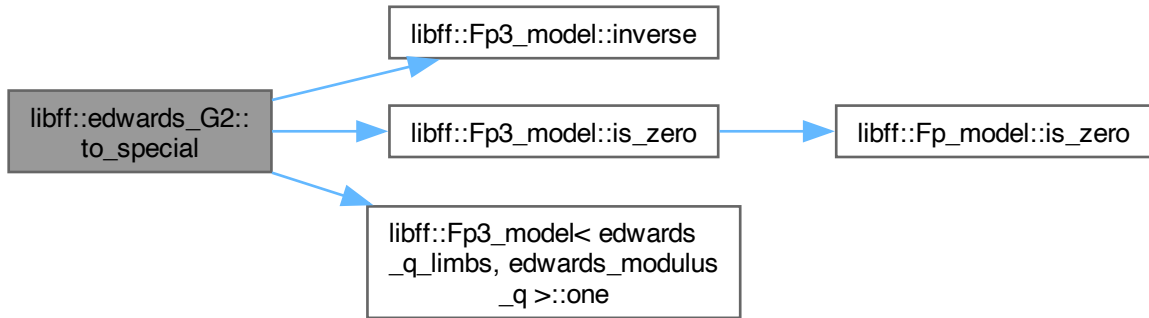 libff::Fp3_model::inverse
libff::edwards_G2::
to_special
libff::Fp3_model::is_zero
libff::Fp_model::is_zero
libff::Fp3_model< edwards
_q_limbs, edwards_modulus
_q >::one